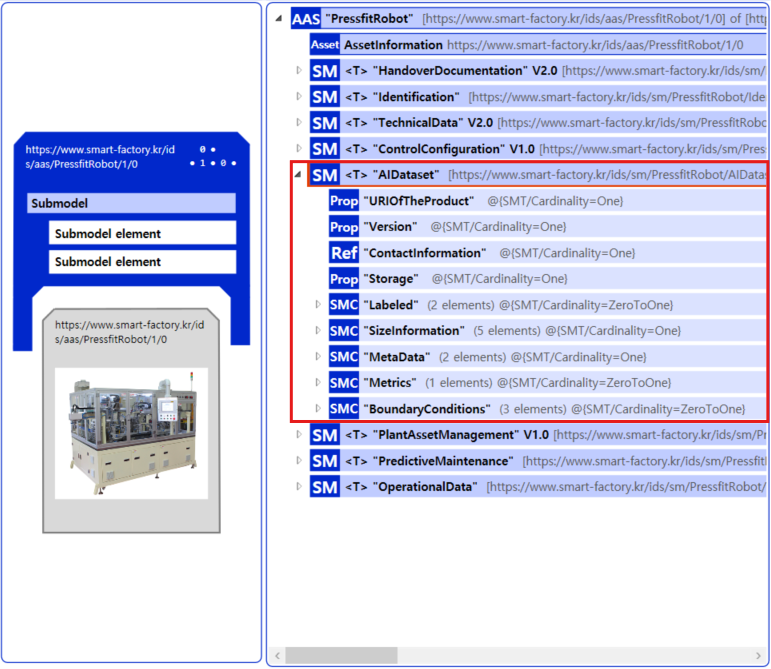 https://www.smart-factory.kr/id
s/aas/PressfitRobot/1/0
0
1 0
Submodel
Submodel element
Submodel element
https://www.smart-factory.kr/id
s/aas/PressfitRobot/1/0
AAS "PressfitRobot" [https://www.smart-factory.kr/ids/aas/PressfitRobot/1/0] of [http
Asset AssetInformation https://www.smart-factory.kr/ids/aas/PressfitRobot/1/0
SM <T> "HandoverDocumentation" V2.0 [https://www.smart-factory.kr/ids/sm/
SM <T> "Identification" [https://www.smart-factory.kr/ids/sm/PressfitRobot/Ide
SM <T> "TechnicalData" V2.0 [https://www.smart-factory.kr/ids/sm/PressfitRobo
SM <T> "ControlConfiguration" V1.0 [https://www.smart-factory.kr/ids/sm/Pres
SM <T> "AIDataset" [https://www.smart-factory.kr/ids/sm/PressfitRobot/AIDatas
Prop "URIOfTheProduct" @{SMT/Cardinality=One}
Prop "Version" @{SMT/Cardinality=One}
Ref "ContactInformation" @{SMT/Cardinality=One}
Prop "Storage" @{SMT/Cardinality=One}
SMC "Labeled" (2 elements) @{SMT/Cardinality=ZeroToOne}
SMC "SizeInformation" (5 elements) @{SMT/Cardinality=One}
SMC "MetaData" (2 elements) @{SMT/Cardinality=One}
SMC "Metrics" (1 elements) @{SMT/Cardinality=ZeroToOne}
SMC "BoundaryConditions" (3 elements) @{SMT/Cardinality=ZeroToOne}
SM <T> "PlantAssetManagement" V1.0 [https://www.smart-factory.kr/ids/sm/Pr
SM <T> "PredictiveMaintenance" [https://www.smart-factory.kr/ids/sm/Pressfit
SM <T> "OperationalData" [https://www.smart-factory.kr/ids/sm/PressfitRobot/